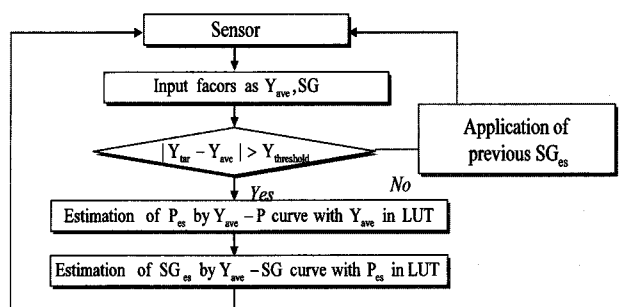 Sensor
Input facors as Y_ave, SG
|Y_tar − Y_ave| > Y_threshold
Application of
previous SG_es
Yes
No
Estimation of P_es by Y_ave − P curve with Y_ave in LUT
Estimation of SG_es by Y_ave − SG curve with P_es in LUT